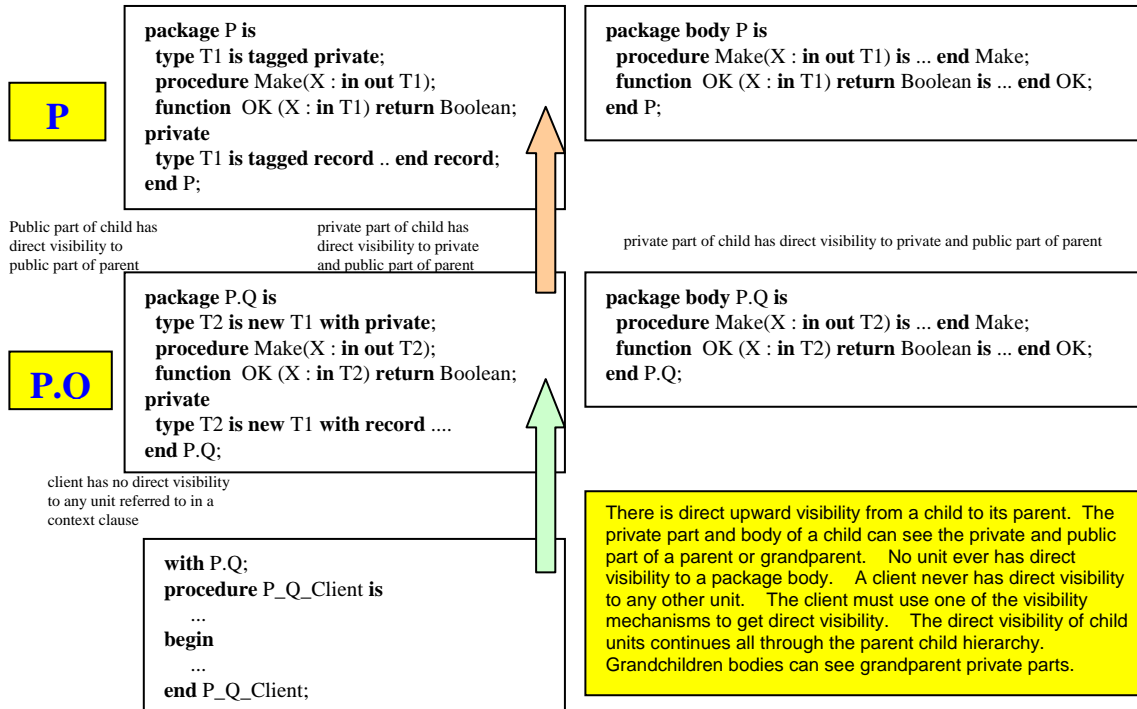 package P is
type T1 is tagged private;
procedure Make(X : in out T1);
function OK (X : in T1) return Boolean;
private
type T1 is tagged record .. end record;
end P;
package body P is
procedure Make(X : in out T1) is ... end Make;
function OK (X : in T1) return Boolean is ... end OK;
end P;
P
Public part of child has
direct visibility to
public part of parent
private part of child has
direct visibility to private
and public part of parent
private part of child has direct visibility to private and public part of parent
package P.Q is
type T2 is new T1 with private;
procedure Make(X : in out T2);
function OK (X : in T2) return Boolean;
private
type T2 is new T1 with record ....
end P.Q;
package body P.Q is
procedure Make(X : in out T2) is ... end Make;
function OK (X : in T2) return Boolean is ... end OK;
end P.Q;
P.O
client has no direct visibility
to any unit referred to in a
context clause
with P.Q;
procedure P_Q_Client is
...
begin
...
end P_Q_Client;
There is direct upward visibility from a child to its parent. The
private part and body of a child can see the private and public
part of a parent or grandparent. No unit ever has direct
visibility to a package body. A client never has direct visibility
to any other unit. The client must use one of the visibility
mechanisms to get direct visibility. The direct visibility of child
units continues all through the parent child hierarchy.
Grandchildren bodies can see grandparent private parts.